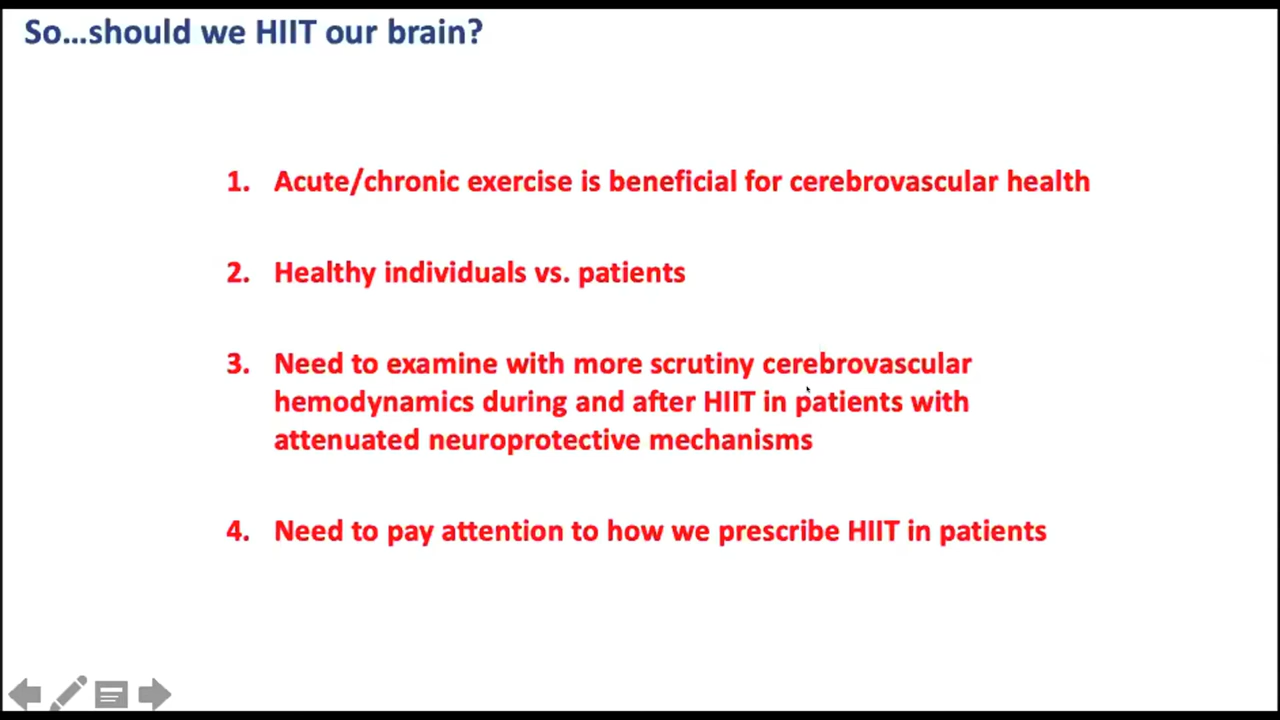 So...should we HIIT our brain?
1. Acute/chronic exercise is beneficial for cerebrovascular health
2. Healthy individuals vs. patients
3. Need to examine with more scrutiny cerebrovascular
hemodynamics during and after HIIT in patients with
attenuated neuroprotective mechanisms
4. Need to pay attention to how we prescribe HIIT in patients